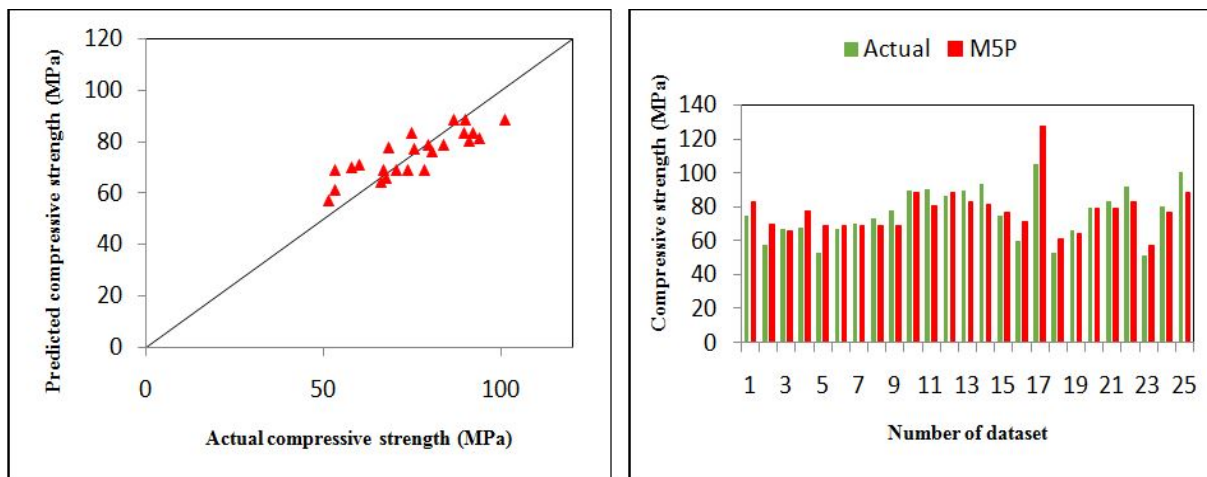 Predicted compressive strength (MPa)
120
100
80
60
40
20
0
0 50 100
Actual compressive strength (MPa)
Actual M5P
Compressive strength (MPa)
140
120
100
80
60
40
20
0
1 3 5 7 9 11 13 15 17 19 21 23 25
Number of dataset